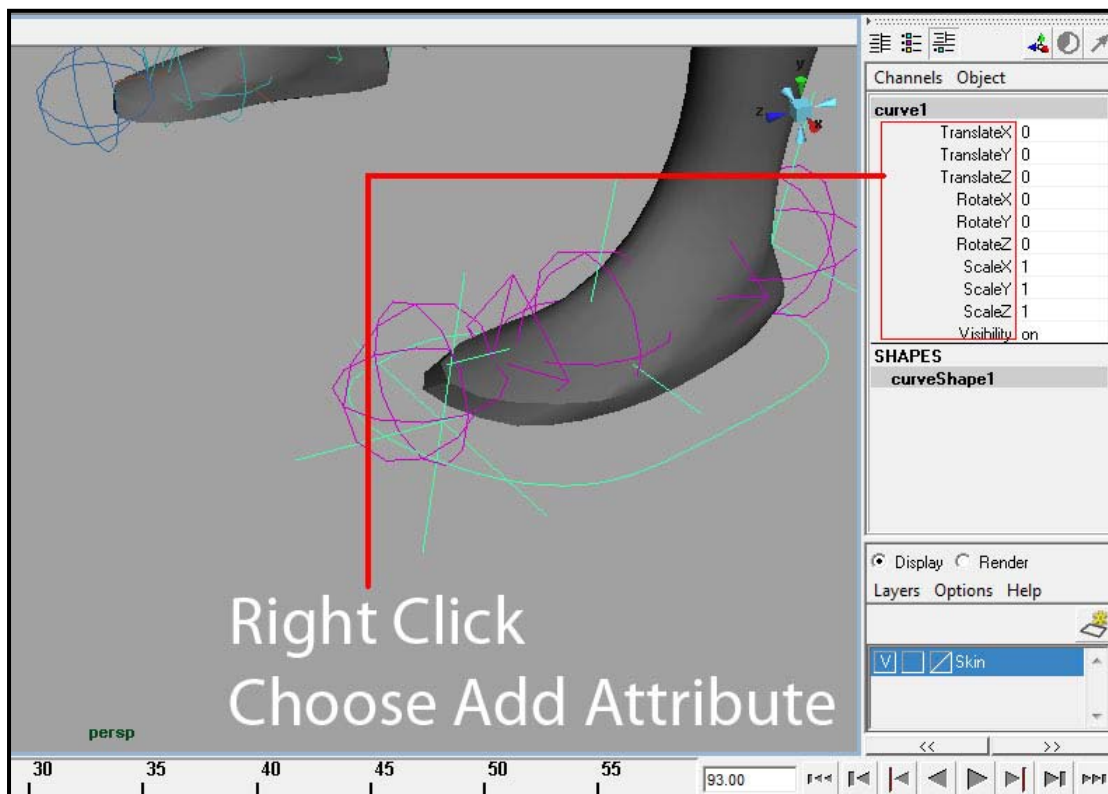 Channels Object
curve1
TranslateX 0
TranslateY 0
TranslateZ 0
RotateX 0
RotateY 0
RotateZ 0
ScaleX 1
ScaleY 1
ScaleZ 1
Visibility on
SHAPES
curveShape1
y
z
x
Display Render
Layers Options Help
V Skin
<< >>
Right Click
Choose Add Attribute
persp
30 35 40 45 50 55
93.00